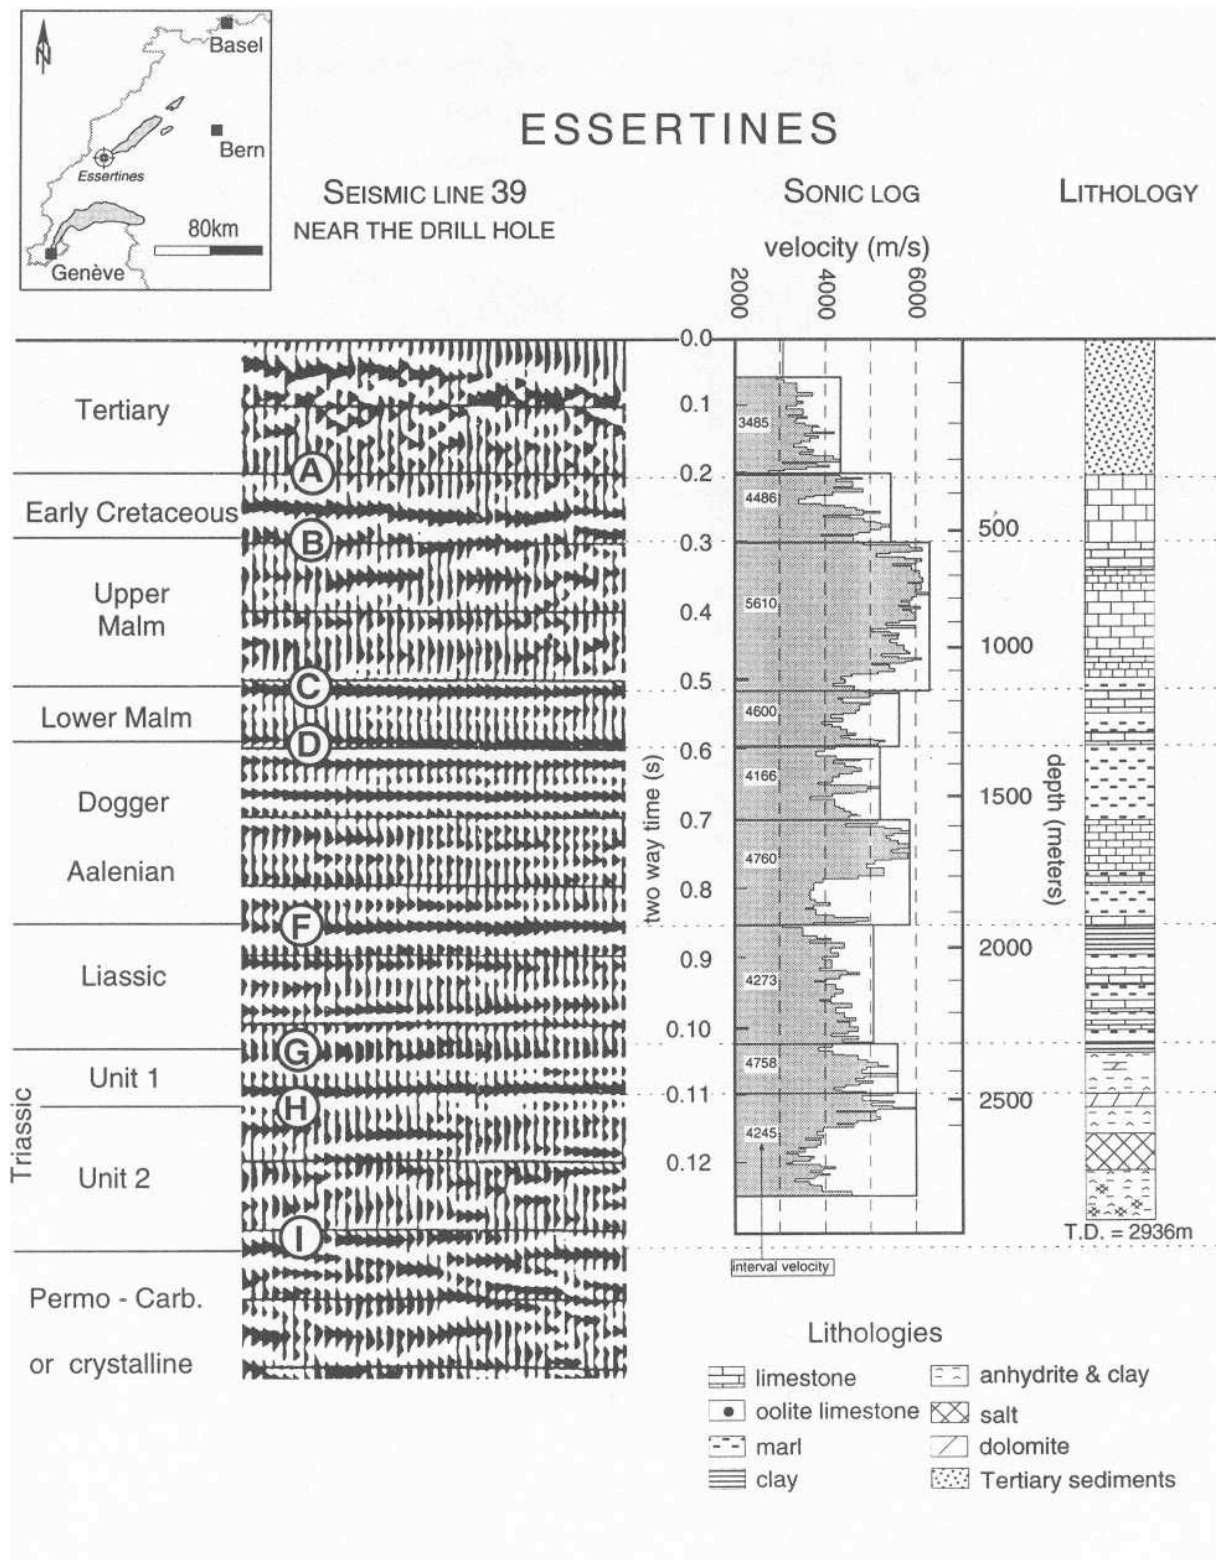 N
Basel
Bern
Essertines
80km
Genève
ESSERTINES
SEISMIC LINE 39
NEAR THE DRILL HOLE
SONIC LOG
LITHOLOGY
velocity (m/s)
2000
4000
6000
Tertiary
Early Cretaceous
Upper
Malm
Lower Malm
Dogger
Aalenian
Liassic
Triassic
Unit 1
Unit 2
Permo - Carb.
or crystalline
A
B
C
D
F
G
H
I
two way time (s)
0.0
0.1
0.2
0.3
0.4
0.5
0.6
0.7
0.8
0.9
0.10
0.11
0.12
3485
4486
5610
4600
4166
4760
4273
4758
4245
interval velocity
depth (meters)
500
1000
1500
2000
2500
T.D. = 2936m
Lithologies
limestone
oolite limestone
marl
clay
anhydrite & clay
salt
dolomite
Tertiary sediments